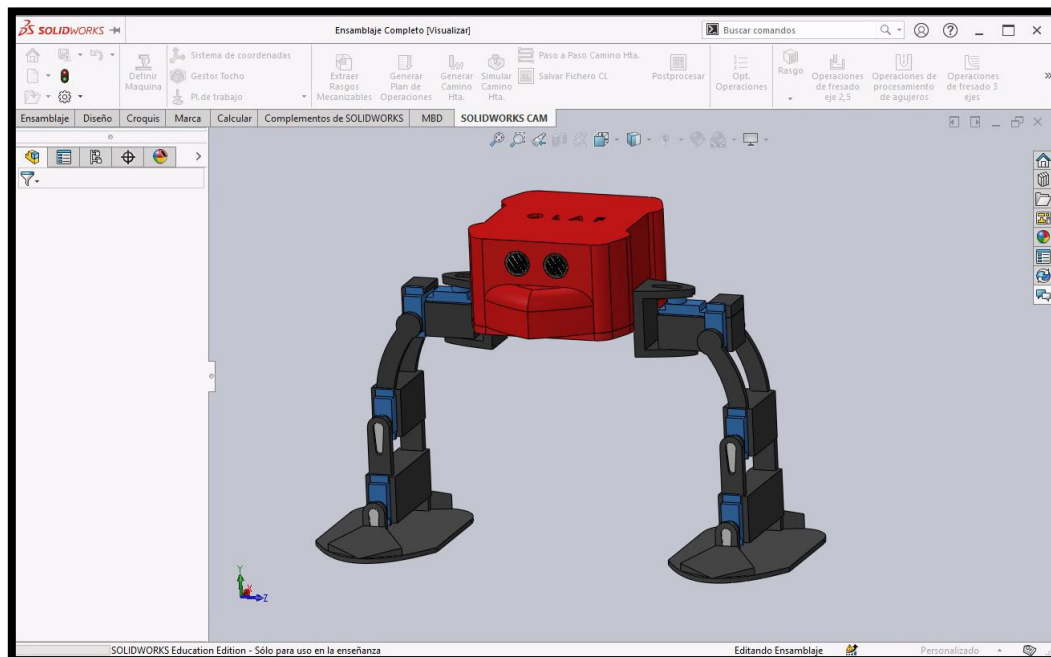 SOLIDWORKS
Ensamblaje Completo [Visualizar]
Buscar comandos
Definir Maquina
Sistema de coordenadas
Gestor Tocho
Pl.de trabajo
Extraer Rasgos Mecanizables
Generar Plan de Operaciones
Generar Camino Hta.
Simular Camino Hta.
Paso a Paso Camino Hta.
Salvar Fichero CL
Postprocesar
Opt. Operaciones
Rasgo
Operaciones de fresado eje 2,5
Operaciones de procesamiento de agujeros
Operaciones de fresado 3 ejes
Ensamblaje Diseño Croquis Marca Calcular Complementos de SOLIDWORKS MBD SOLIDWORKS CAM
OLAF
Y
Z
SOLIDWORKS Education Edition - Sólo para uso en la enseñanza
Editando Ensamblaje
Personalizado